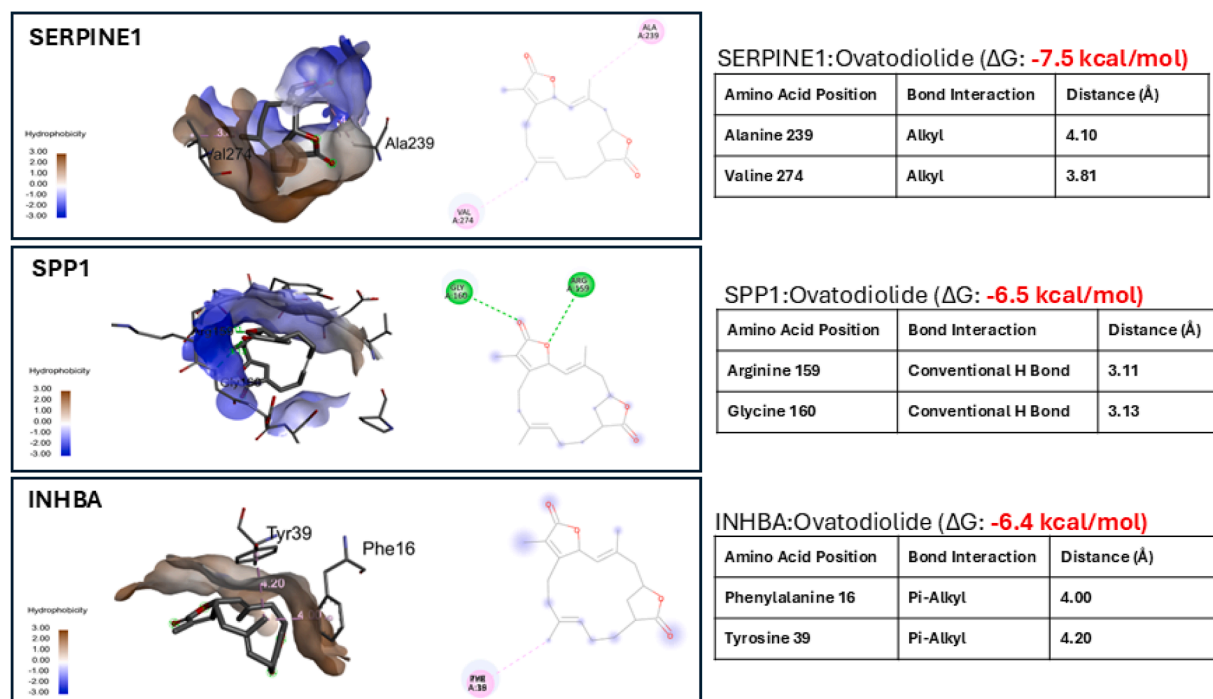 SERPINE1
Hydrophobicity
3.00
2.00
1.00
0.00
-1.00
-2.00
-3.00
Val274
Ala239
ALA
A:239
VAL
A:274
SERPINE1:Ovatodiolide (ΔG: -7.5 kcal/mol)
Amino Acid Position Bond Interaction Distance (Å)
Alanine 239 Alkyl 4.10
Valine 274 Alkyl 3.81
SPP1
Hydrophobicity
3.00
2.00
1.00
0.00
-1.00
-2.00
-3.00
Gly160
GLY
A:160
ARG
A:159
SPP1:Ovatodiolide (ΔG: -6.5 kcal/mol)
Amino Acid Position Bond Interaction Distance (Å)
Arginine 159 Conventional H Bond 3.11
Glycine 160 Conventional H Bond 3.13
INHBA
Hydrophobicity
3.00
2.00
1.00
0.00
-1.00
-2.00
-3.00
Tyr39
Phe16
4.20
INHBA:Ovatodiolide (ΔG: -6.4 kcal/mol)
Amino Acid Position Bond Interaction Distance (Å)
Phenylalanine 16 Pi-Alkyl 4.00
Tyrosine 39 Pi-Alkyl 4.20